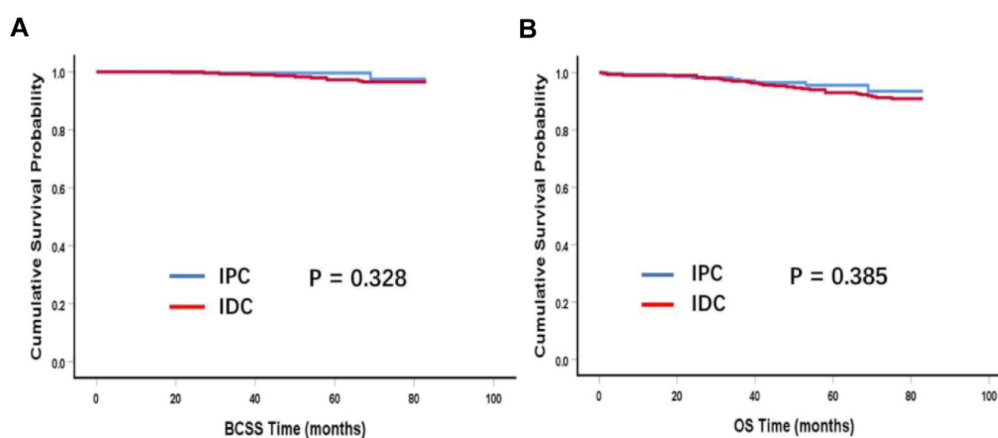 A
Cumulative Survival Probability
1.0
0.8
0.6
0.4
0.2
0.0
IPC
IDC
P = 0.328
0 20 40 60 80 100
BCSS Time (months)
B
Cumulative Survival Probability
1.0
0.8
0.6
0.4
0.2
0.0
IPC
IDC
P = 0.385
0 20 40 60 80 100
OS Time (months)